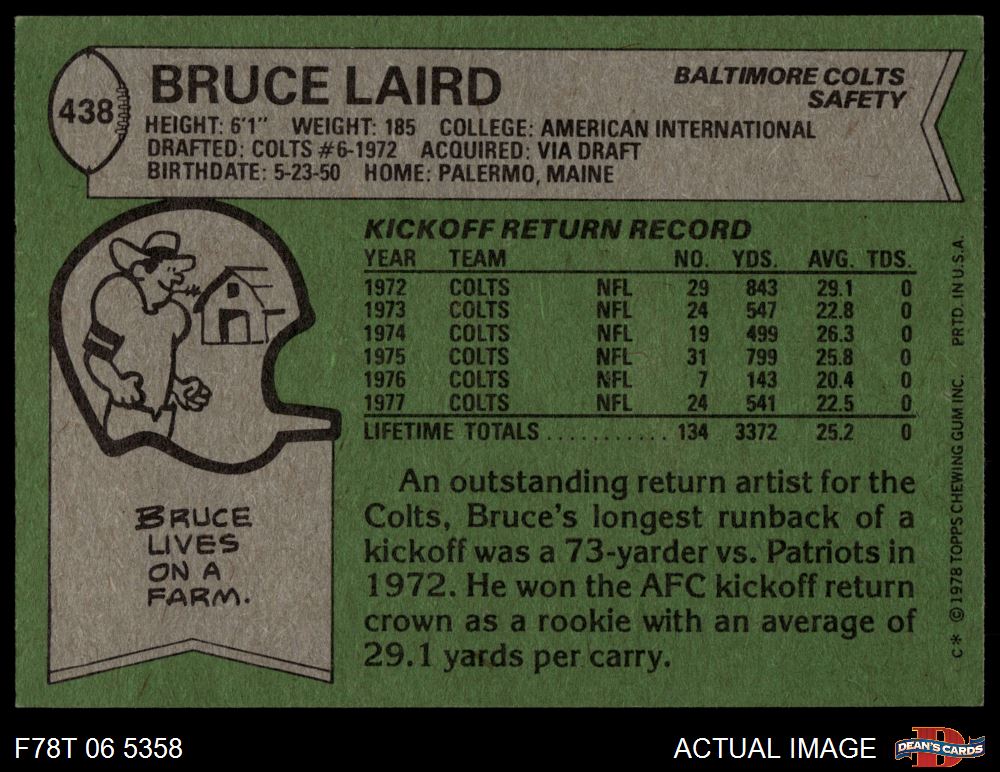 438
BRUCE LAIRD
BALTIMORE COLTS
SAFETY
HEIGHT: 6'1" WEIGHT: 185 COLLEGE: AMERICAN INTERNATIONAL
DRAFTED: COLTS #6-1972 ACQUIRED: VIA DRAFT
BIRTHDATE: 5-23-50 HOME: PALERMO, MAINE
KICKOFF RETURN RECORD
YEAR TEAM NO. YDS. AVG. TDS.
1972 COLTS NFL 29 843 29.1 0
1973 COLTS NFL 24 547 22.8 0
1974 COLTS NFL 19 499 26.3 0
1975 COLTS NFL 31 799 25.8 0
1976 COLTS NFL 7 143 20.4 0
1977 COLTS NFL 24 541 22.5 0
LIFETIME TOTALS ........... 134 3372 25.2 0
BRUCE
LIVES
ON A
FARM.
An outstanding return artist for the
Colts, Bruce's longest runback of a
kickoff was a 73-yarder vs. Patriots in
1972. He won the AFC kickoff return
crown as a rookie with an average of
29.1 yards per carry.
C* © 1978 TOPPS CHEWING GUM INC. PRTD. IN U.S.A.
F78T 06 5358
ACTUAL IMAGE
D
DEAN'S CARDS